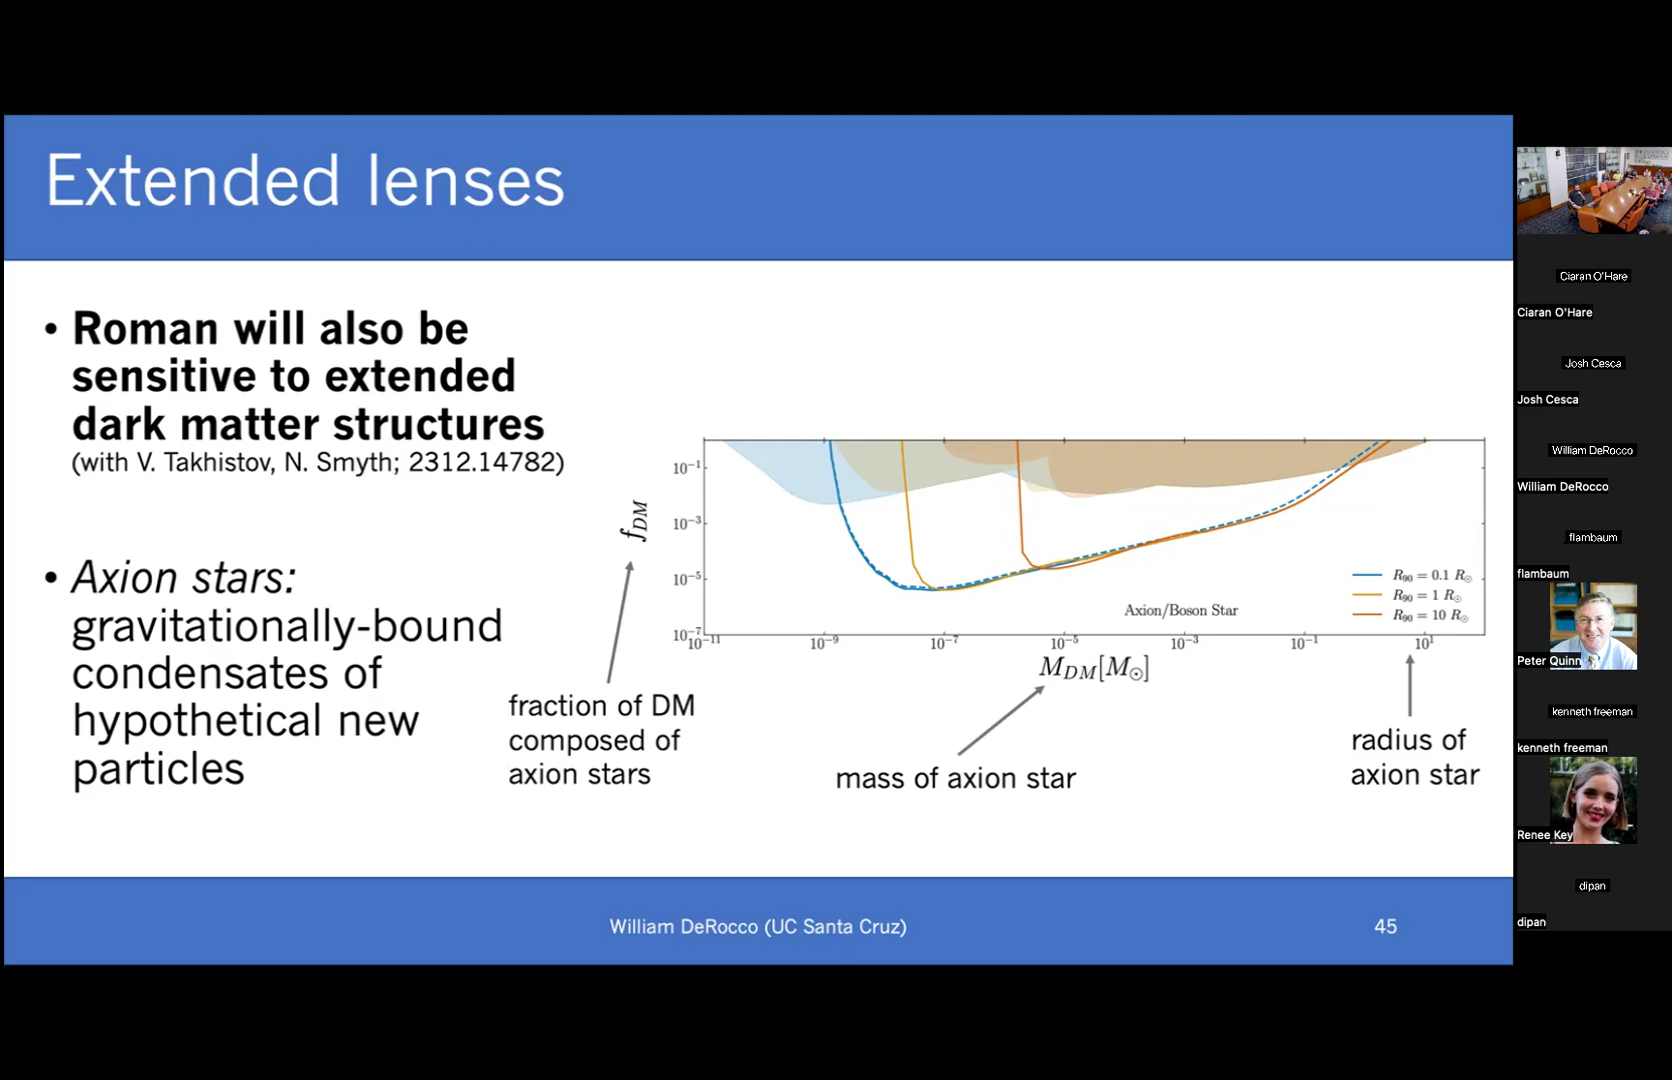 Extended lenses
• Roman will also be
sensitive to extended
dark matter structures
(with V. Takhistov, N. Smyth; 2312.14782)
• Axion stars:
gravitationally-bound
condensates of
hypothetical new
particles
f_DM
10⁻¹
10⁻³
10⁻⁵
10⁻⁷
10⁻¹¹ 10⁻⁹ 10⁻⁷ 10⁻⁵ 10⁻³ 10⁻¹ 10¹
M_DM[M_⊙]
Axion/Boson Star
R₉₀ = 0.1 R_⊙
R₉₀ = 1 R_⊙
R₉₀ = 10 R_⊙
fraction of DM
composed of
axion stars
mass of axion star
radius of
axion star
William DeRocco (UC Santa Cruz)
45
Ciaran O'Hare
Ciaran O'Hare
Josh Cesca
Josh Cesca
William DeRocco
William DeRocco
flambaum
flambaum
Peter Quinn
kenneth freeman
kenneth freeman
Renee Key
dipan
dipan